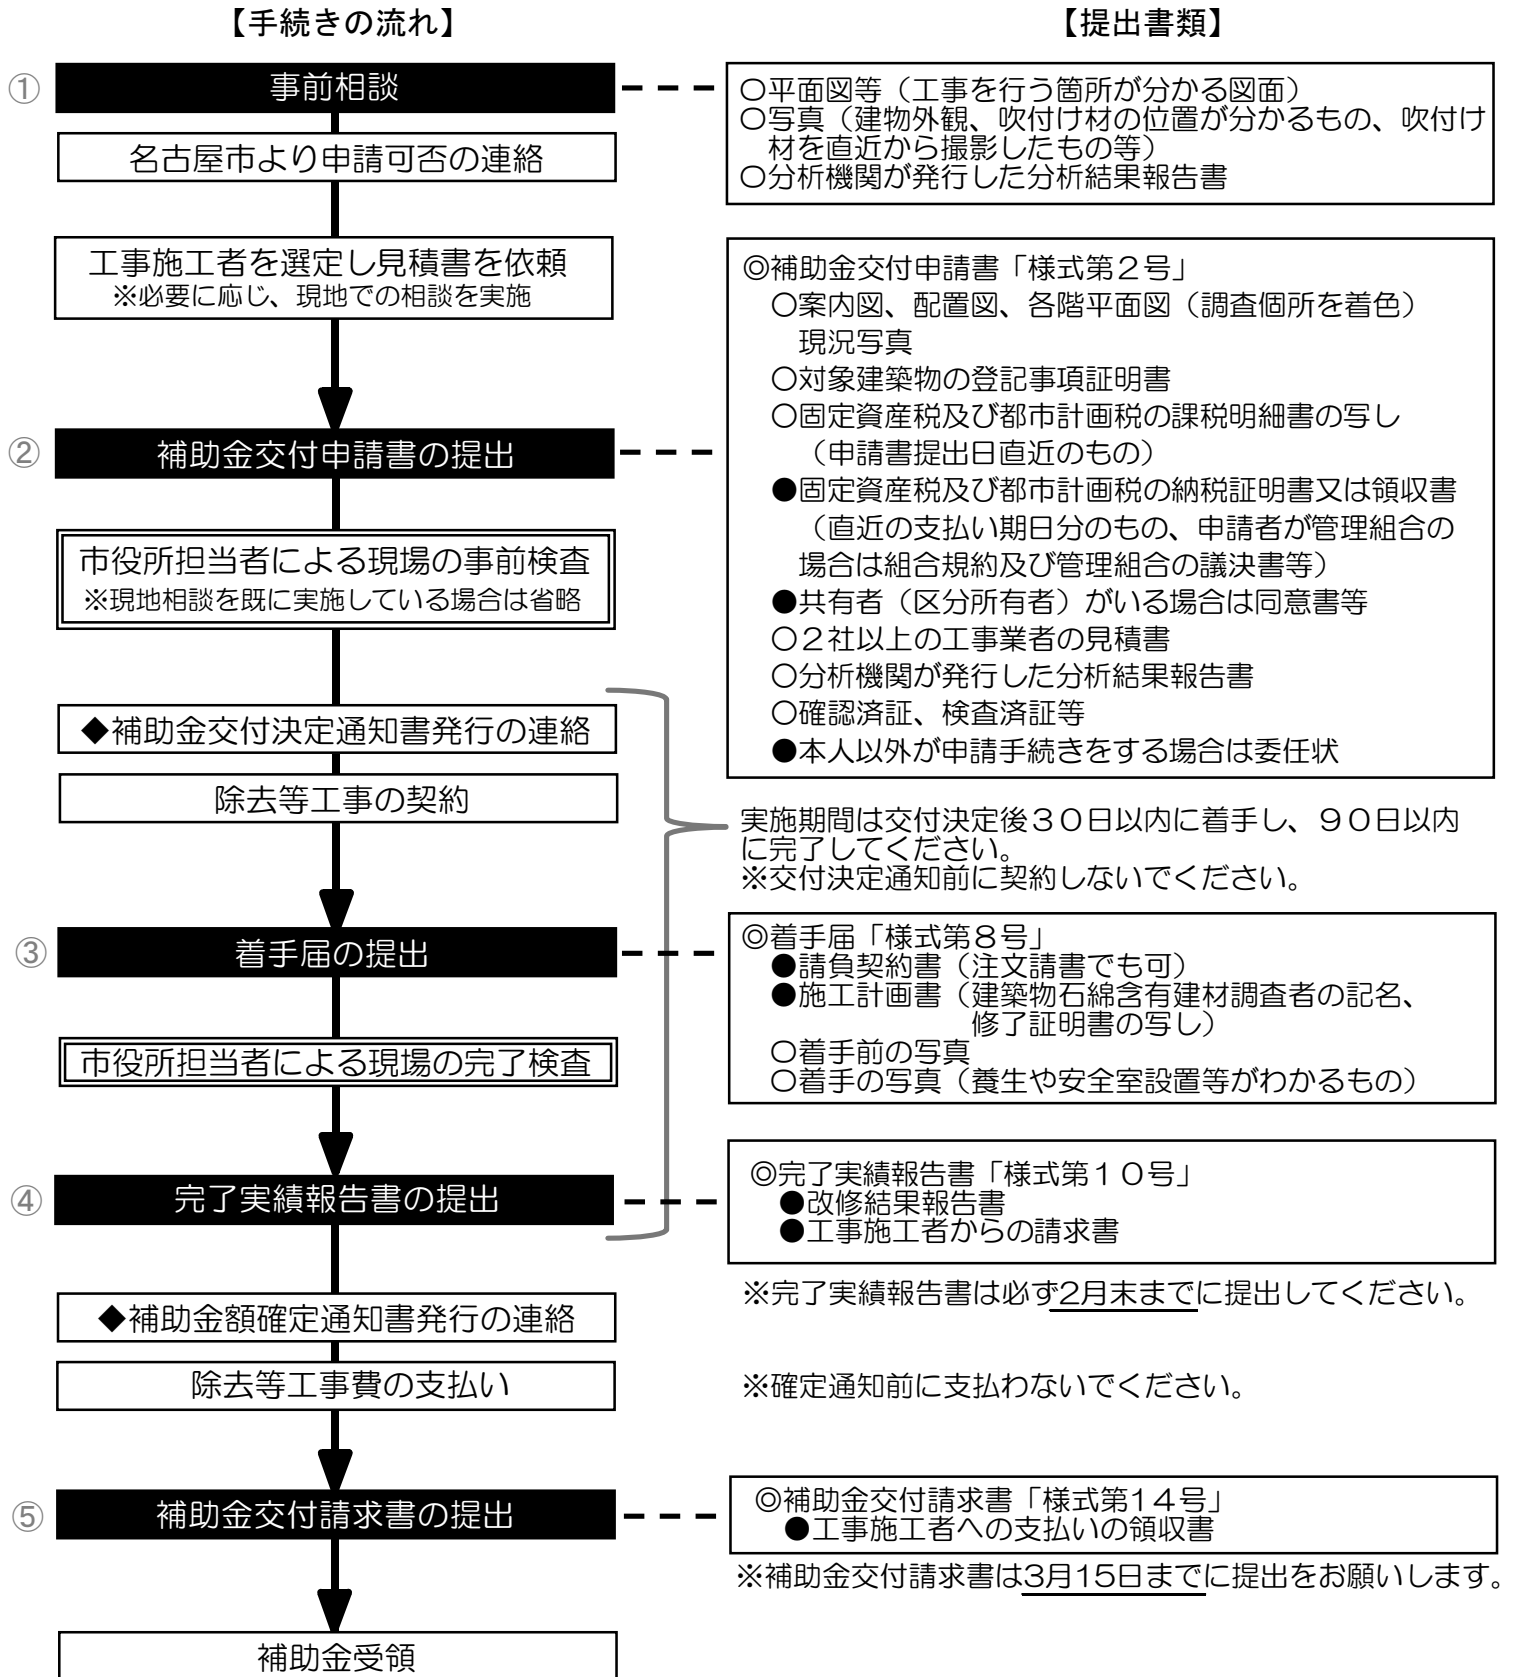 【手続きの流れ】
【提出書類】
① 事前相談
〇平面図等（工事を行う箇所が分かる図面）
〇写真（建物外観、吹付け材の位置が分かるもの、吹付け
材を直近から撮影したもの等）
〇分析機関が発行した分析結果報告書
名古屋市より申請可否の連絡
工事施工者を選定し見積書を依頼
※必要に応じ、現地での相談を実施
② 補助金交付申請書の提出
◎補助金交付申請書「様式第２号」
〇案内図、配置図、各階平面図（調査個所を着色）
現況写真
〇対象建築物の登記事項証明書
〇固定資産税及び都市計画税の課税明細書の写し
（申請書提出日直近のもの）
●固定資産税及び都市計画税の納税証明書又は領収書
（直近の支払い期日分のもの、申請者が管理組合の
場合は組合規約及び管理組合の議決書等）
●共有者（区分所有者）がいる場合は同意書等
〇２社以上の工事業者の見積書
〇分析機関が発行した分析結果報告書
〇確認済証、検査済証等
●本人以外が申請手続きをする場合は委任状
市役所担当者による現場の事前検査
※現地相談を既に実施している場合は省略
◆補助金交付決定通知書発行の連絡
除去等工事の契約
実施期間は交付決定後３０日以内に着手し、９０日以内
に完了してください。
※交付決定通知前に契約しないでください。
③ 着手届の提出
◎着手届「様式第８号」
●請負契約書（注文請書でも可）
●施工計画書（建築物石綿含有建材調査者の記名、
修了証明書の写し）
〇着手前の写真
〇着手の写真（養生や安全室設置等がわかるもの）
市役所担当者による現場の完了検査
④ 完了実績報告書の提出
◎完了実績報告書「様式第１０号」
●改修結果報告書
●工事施工者からの請求書
※完了実績報告書は必ず2月末までに提出してください。
◆補助金額確定通知書発行の連絡
除去等工事費の支払い
※確定通知前に支払わないでください。
⑤ 補助金交付請求書の提出
◎補助金交付請求書「様式第14号」
●工事施工者への支払いの領収書
※補助金交付請求書は3月15日までに提出をお願いします。
補助金受領